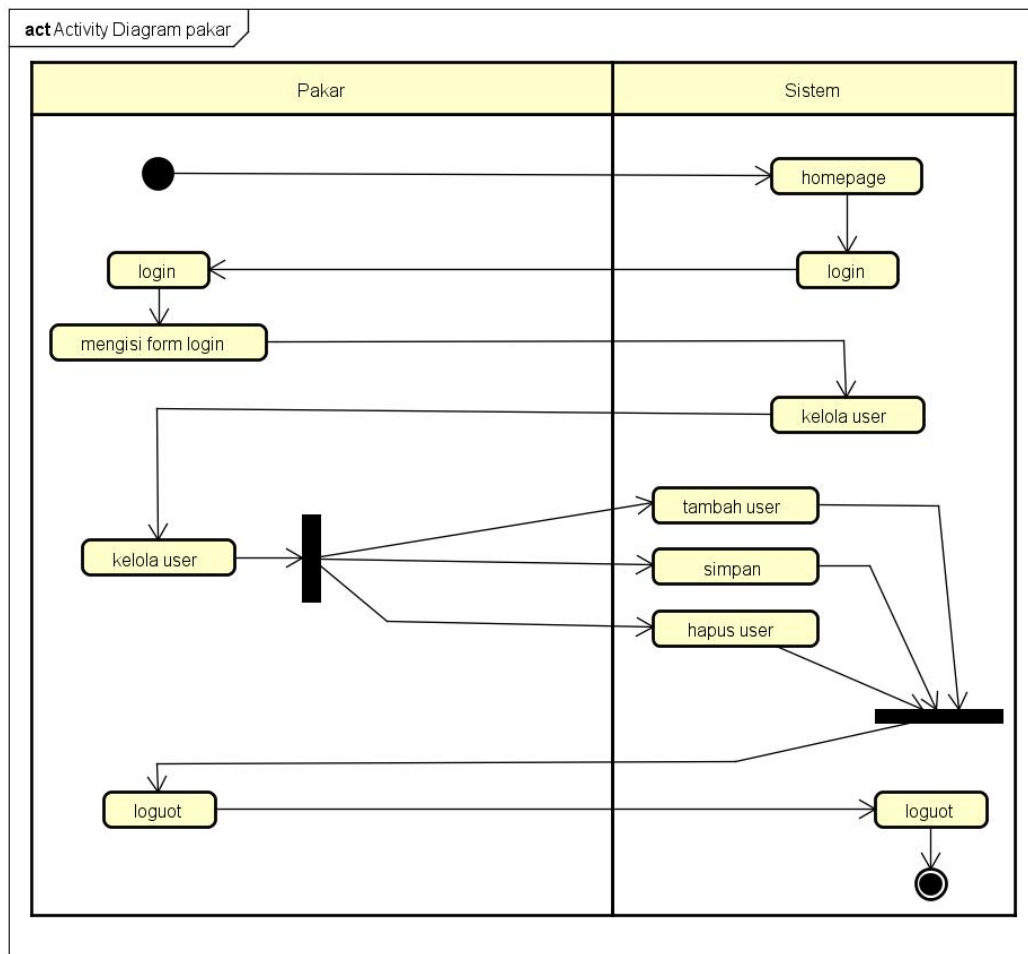 act Activity Diagram pakar
Pakar
Sistem
homepage
login
login
mengisi form login
kelola user
tambah user
kelola user
simpan
hapus user
loguot
loguot